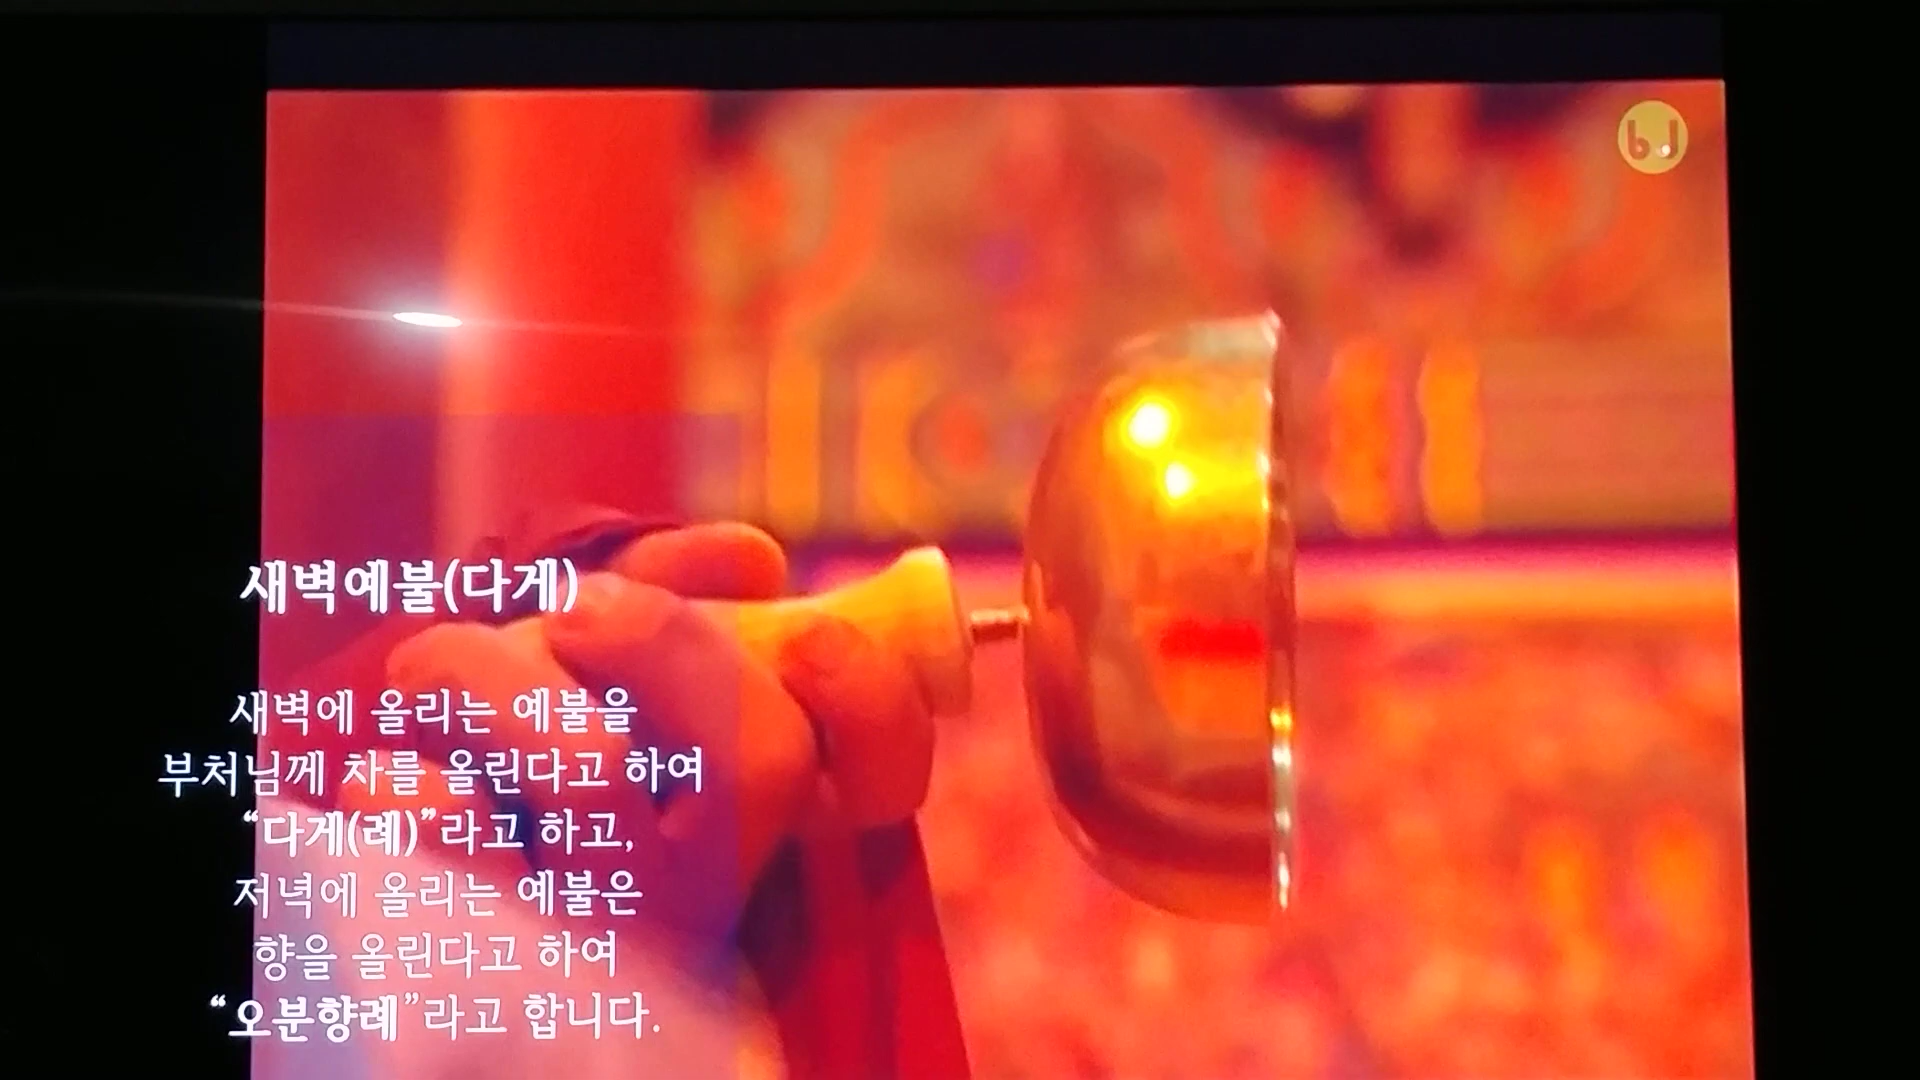 bj
새벽예불(다게)
새벽에 올리는 예불을
부처님께 차를 올린다고 하여
“다게(례)”라고 하고,
저녁에 올리는 예불은
향을 올린다고 하여
“오분향례”라고 합니다.